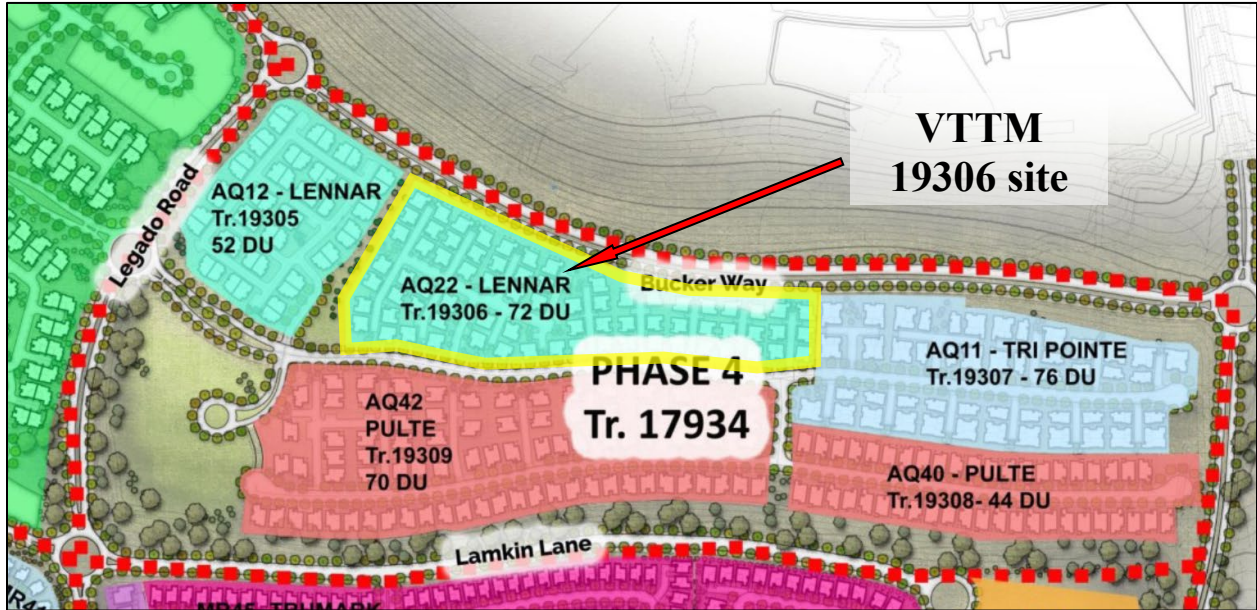 VTTM
19306 site
Legado Road
AQ12 - LENNAR
Tr.19305
52 DU
AQ22 - LENNAR
Tr.19306 - 72 DU
Bucker Way
PHASE 4
Tr. 17934
AQ11 - TRI POINTE
Tr.19307 - 76 DU
AQ42
PULTE
Tr.19309
70 DU
AQ40 - PULTE
Tr.19308- 44 DU
Lamkin Lane
TRUMARK